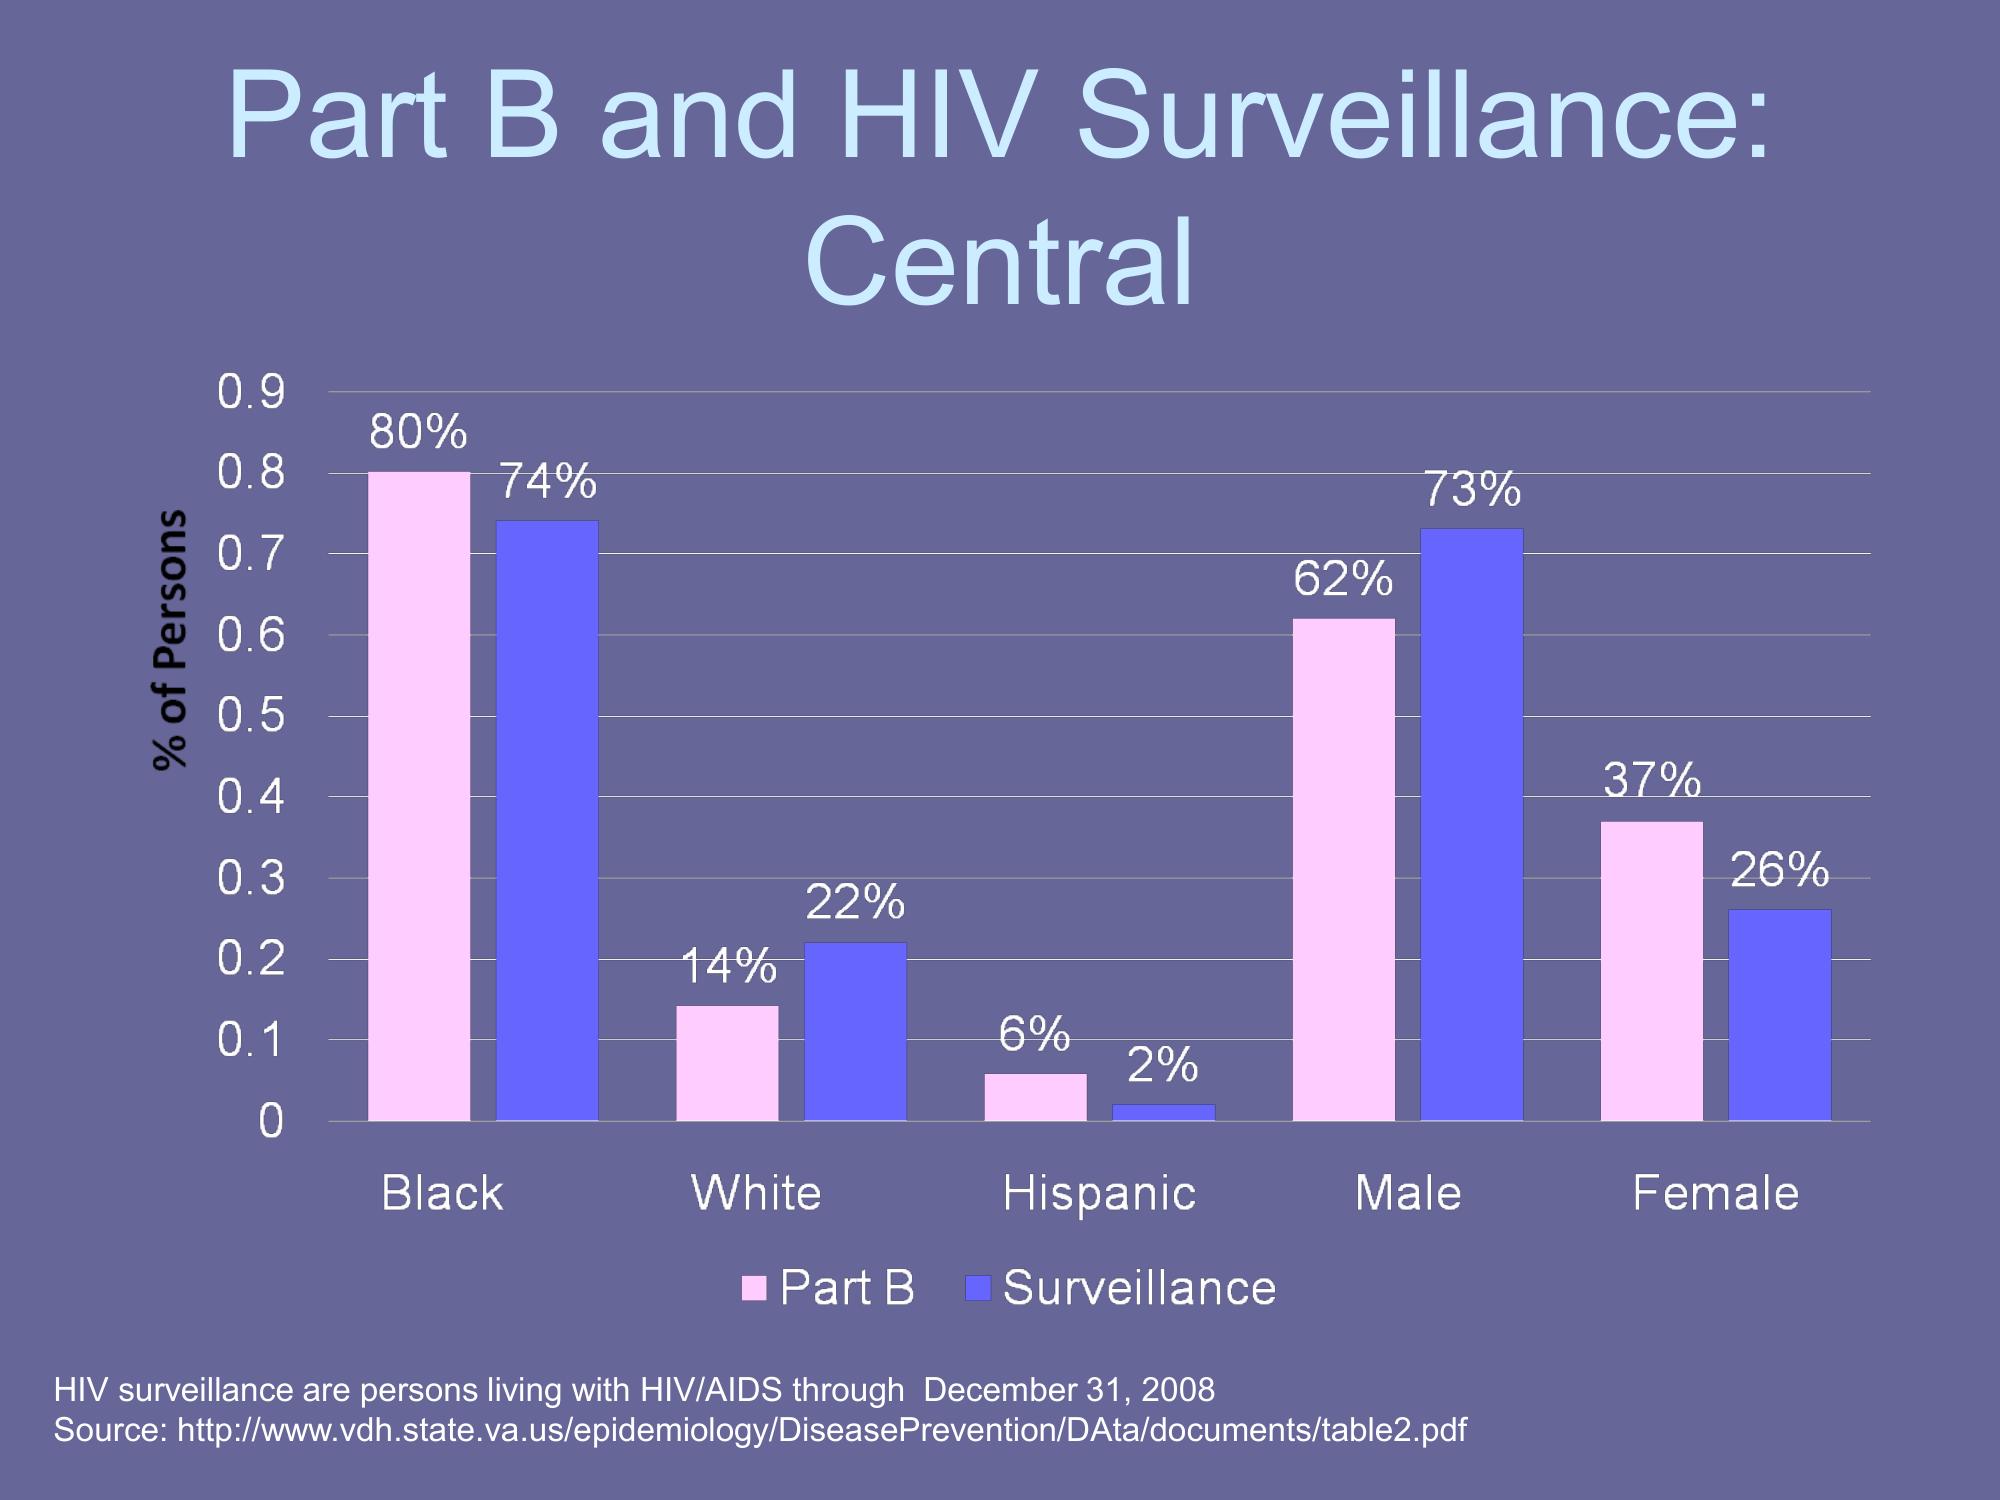 Part B and HIV Surveillance:
Central
% of Persons
0.9
0.8
0.7
0.6
0.5
0.4
0.3
0.2
0.1
0
80%
74%
14%
22%
6%
2%
62%
73%
37%
26%
Black White Hispanic Male Female
Part B Surveillance
HIV surveillance are persons living with HIV/AIDS through  December 31, 2008
Source: http://www.vdh.state.va.us/epidemiology/DiseasePrevention/DAta/documents/table2.pdf